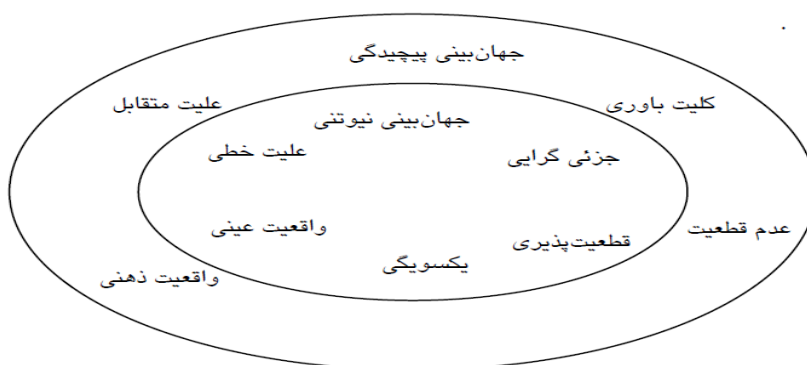 جهان‌بینی پیچیدگی
کلیت باوری
علیت متقابل
جهان‌بینی نیوتنی
جزئی گرایی
علیت خطی
عدم قطعیت
قطعیت‌پذیری
واقعیت عینی
یکسویگی
واقعیت ذهنی